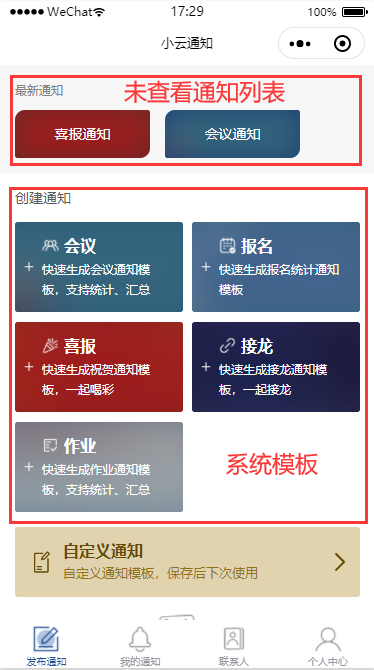 WeChat 17:29 100%
小云通知
最新通知 未查看通知列表
喜报通知 会议通知
创建通知
会议
+ 快速生成会议通知模
板，支持统计、汇总
报名
+ 快速生成报名统计通知
模板
喜报
+ 快速生成祝贺通知模
板，一起喝彩
接龙
+ 快速生成接龙通知模
板，一起接龙
作业
+ 快速生成作业通知模
板，支持统计、汇总
系统模板
自定义通知
自定义通知模板，保存后下次使用
发布通知 我的通知 联系人 个人中心